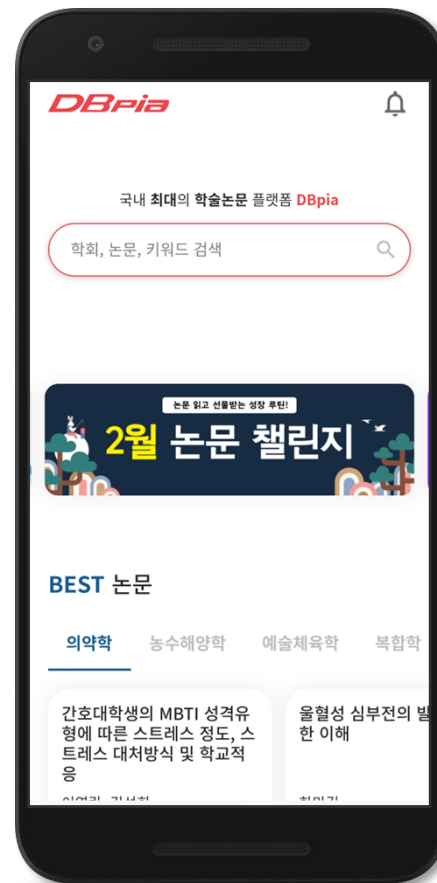 DBpia
국내 최대의 학술논문 플랫폼 DBpia
학회, 논문, 키워드 검색
논문 읽고 선물받는 성장 루틴!
2월 논문 챌린지
BEST 논문
의약학 농수해양학 예술체육학 복합학
간호대학생의 MBTI 성격유
형에 따른 스트레스 정도, 스
트레스 대처방식 및 학교적
응
울혈성 심부전의 발
한 이해